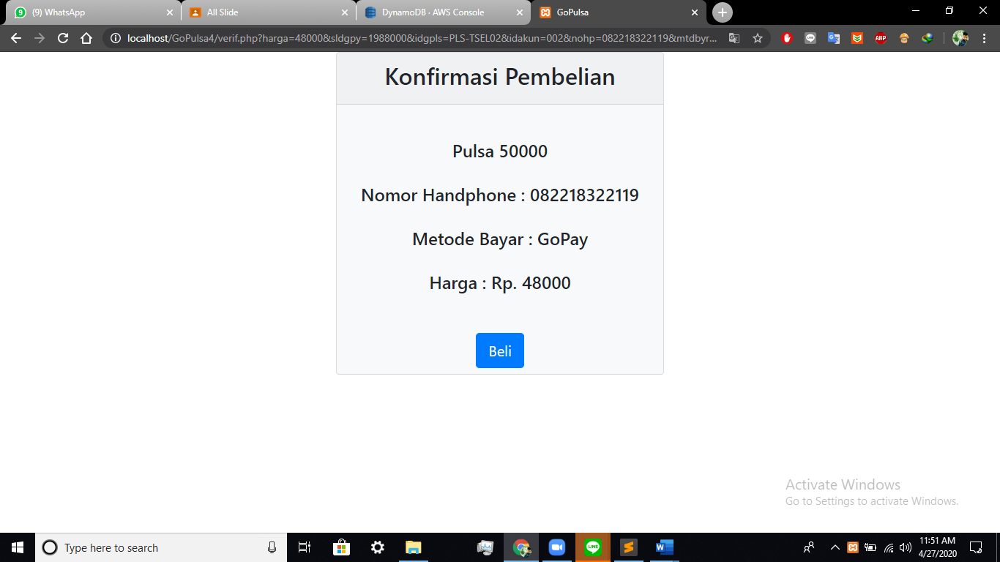 (9) WhatsApp
All Slide
DynamoDB · AWS Console
GoPulsa
localhost/GoPulsa4/verif.php?harga=48000&sldgpy=1988000&idgpls=PLS-TSEL02&idakun=002&nohp=082218322119&mtdbyr...
ABP
Konfirmasi Pembelian
Pulsa 50000
Nomor Handphone : 082218322119
Metode Bayar : GoPay
Harga : Rp. 48000
Beli
Activate Windows
Go to Settings to activate Windows.
Type here to search
11:51 AM
4/27/2020